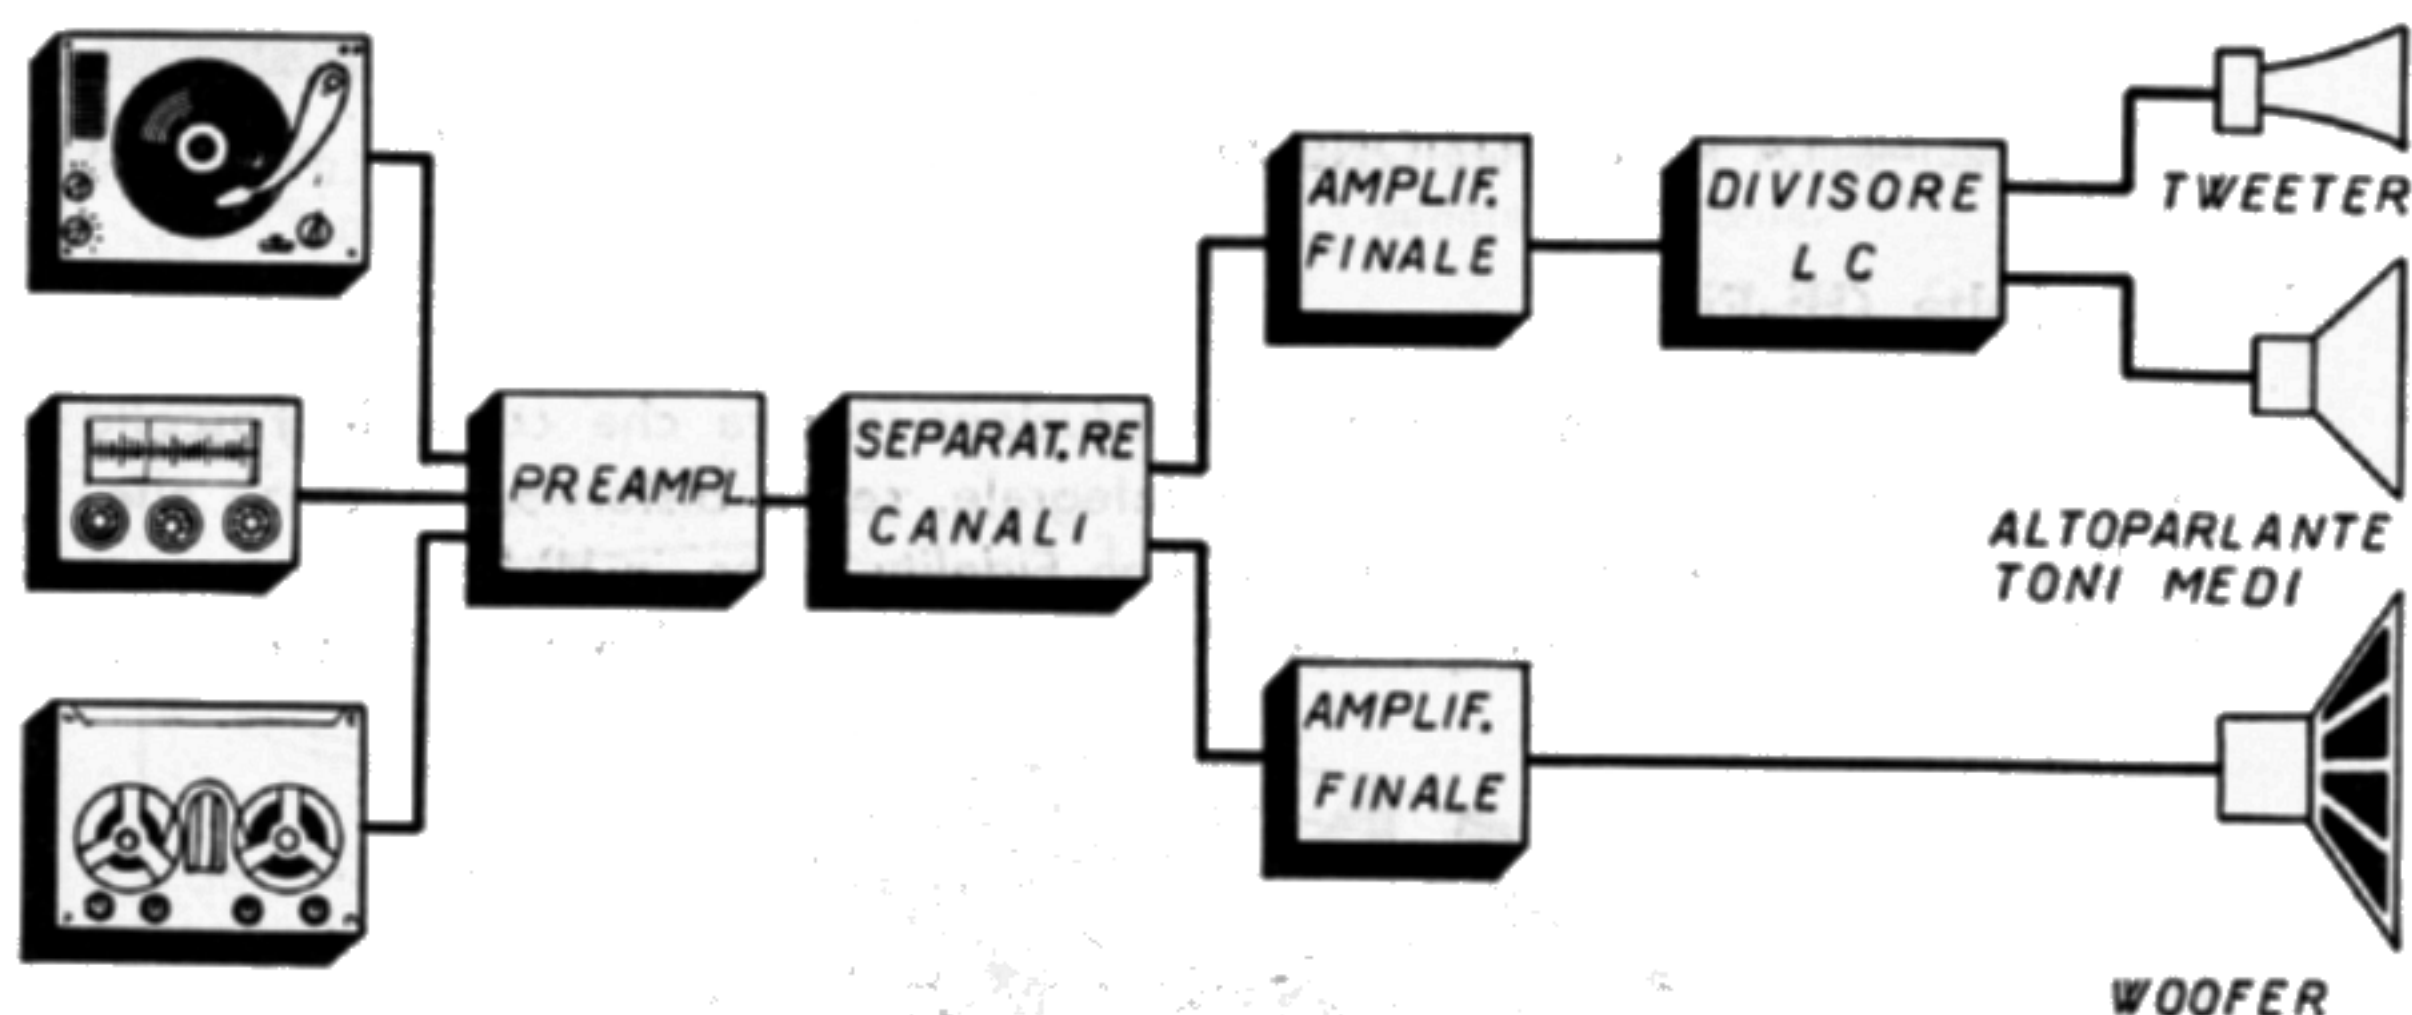 AMPLIF.
FINALE
DIVISORE
L C
TWEETER
PREAMPL.
SEPARAT.RE
CANALI
ALTOPARLANTE
TONI MEDI
AMPLIF.
FINALE
WOOFER